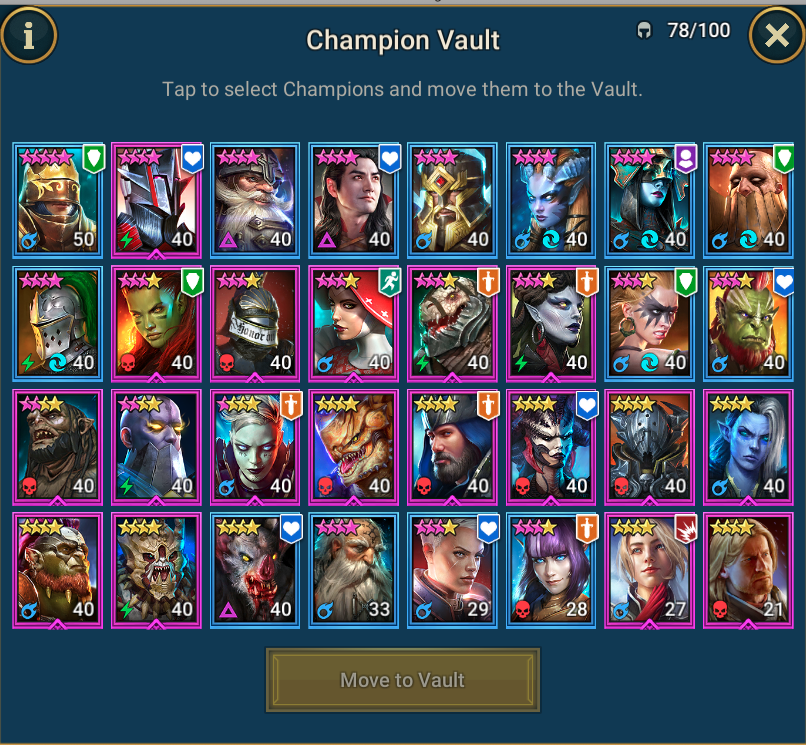 i
Champion Vault
78/100
Tap to select Champions and move them to the Vault.
50 40 40 40 40 40 40 40
40 40 40 40 40 40 40 40
40 40 40 40 40 40 40 40
40 40 40 33 29 28 27 21
Move to Vault